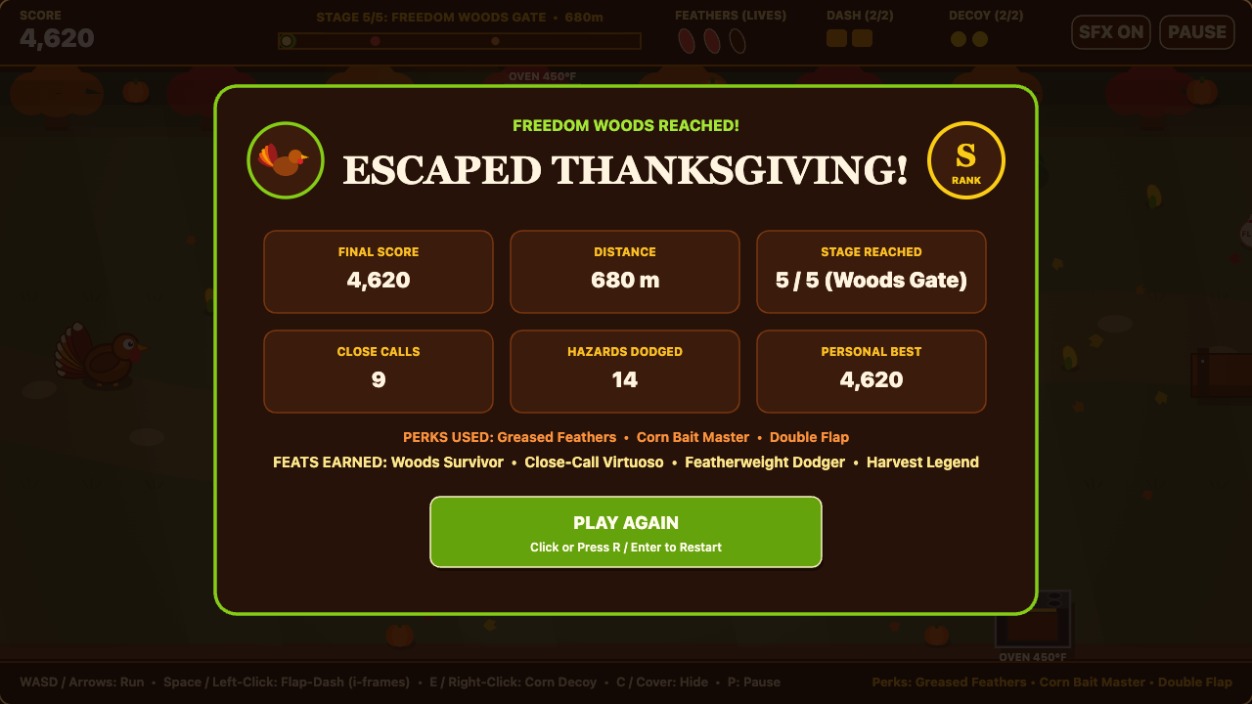 SCORE
4,620
STAGE 5/5: FREEDOM WOODS GATE • 680m
FEATHERS (LIVES)
DASH (2/2)
DECOY (2/2)
SFX ON
PAUSE
OVEN 450°F
FREEDOM WOODS REACHED!
ESCAPED THANKSGIVING!
S
RANK
FINAL SCORE
4,620
DISTANCE
680 m
STAGE REACHED
5 / 5 (Woods Gate)
CLOSE CALLS
9
HAZARDS DODGED
14
PERSONAL BEST
4,620
PERKS USED: Greased Feathers • Corn Bait Master • Double Flap
FEATS EARNED: Woods Survivor • Close-Call Virtuoso • Featherweight Dodger • Harvest Legend
PLAY AGAIN
Click or Press R / Enter to Restart
OVEN 450°F
WASD / Arrows: Run • Space / Left-Click: Flap-Dash (i-frames) • E / Right-Click: Corn Decoy • C / Cover: Hide • P: Pause
Perks: Greased Feathers • Corn Bait Master • Double Flap